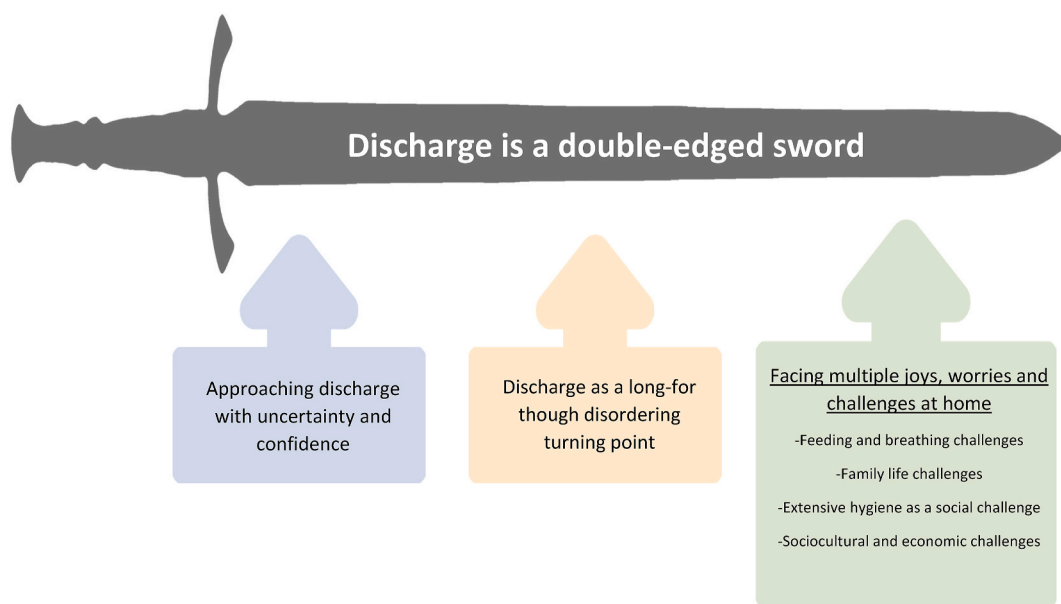 Discharge is a double-edged sword
Approaching discharge
with uncertainty and
confidence
Discharge as a long-for
though disordering
turning point
Facing multiple joys, worries and
challenges at home
-Feeding and breathing challenges
-Family life challenges
-Extensive hygiene as a social challenge
-Sociocultural and economic challenges